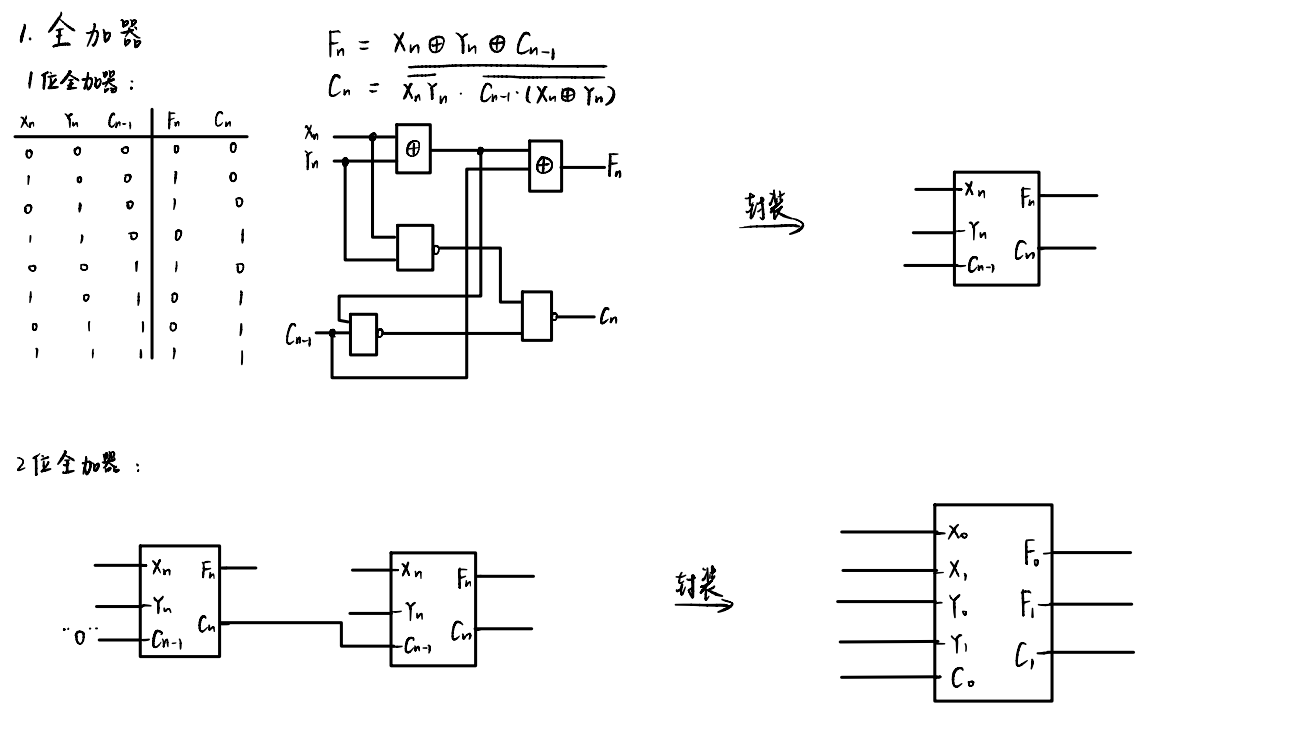 1. 全加器
1位全加器：
Fn = Xn ⊕ Yn ⊕ Cn-1
Cn = \overline{\overline{Xn Yn} · \overline{Cn-1·(Xn ⊕ Yn)}}
Xn Yn Cn-1 Fn Cn
0 0 0 0 0
1 0 0 1 0
0 1 0 1 0
1 1 0 0 1
0 0 1 1 0
1 0 1 0 1
0 1 1 0 1
1 1 1 1 1
Xn
Yn
⊕
⊕
Fn
Cn-1
Cn
封装
Xn
Yn
Cn-1
Fn
Cn
2位全加器：
Xn
Yn
Cn-1
"0"
Fn
Cn
Xn
Yn
Cn-1
Fn
Cn
封装
X0
X1
Y0
Y1
C0
F0
F1
C1